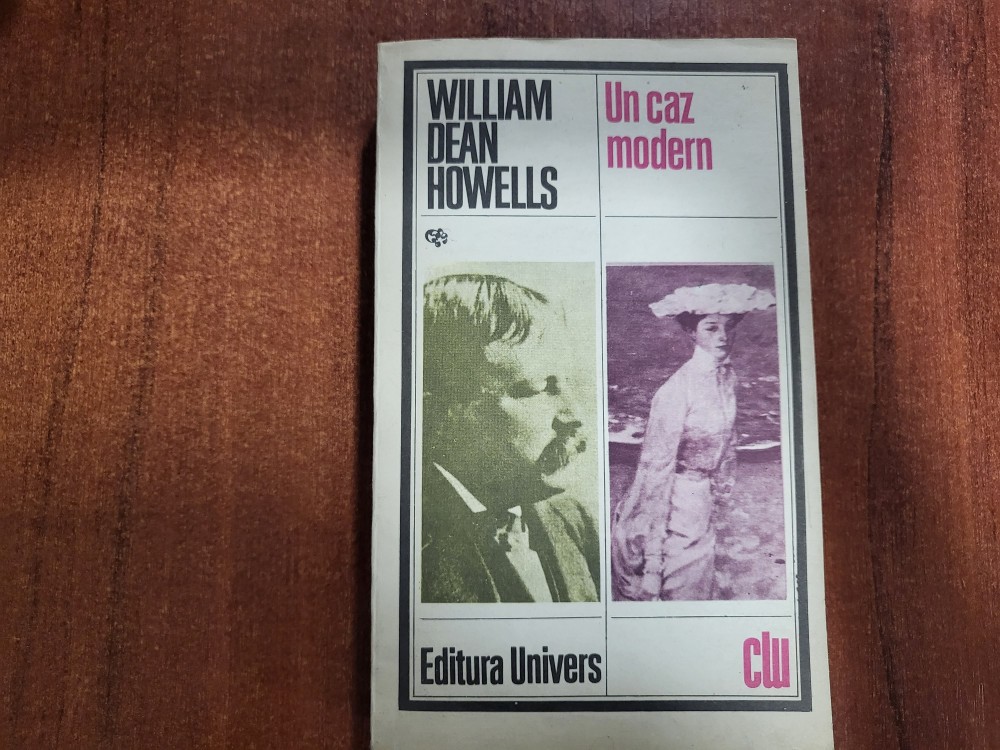 WILLIAM
DEAN
HOWELLS
Un caz
modern
Editura Univers
clu